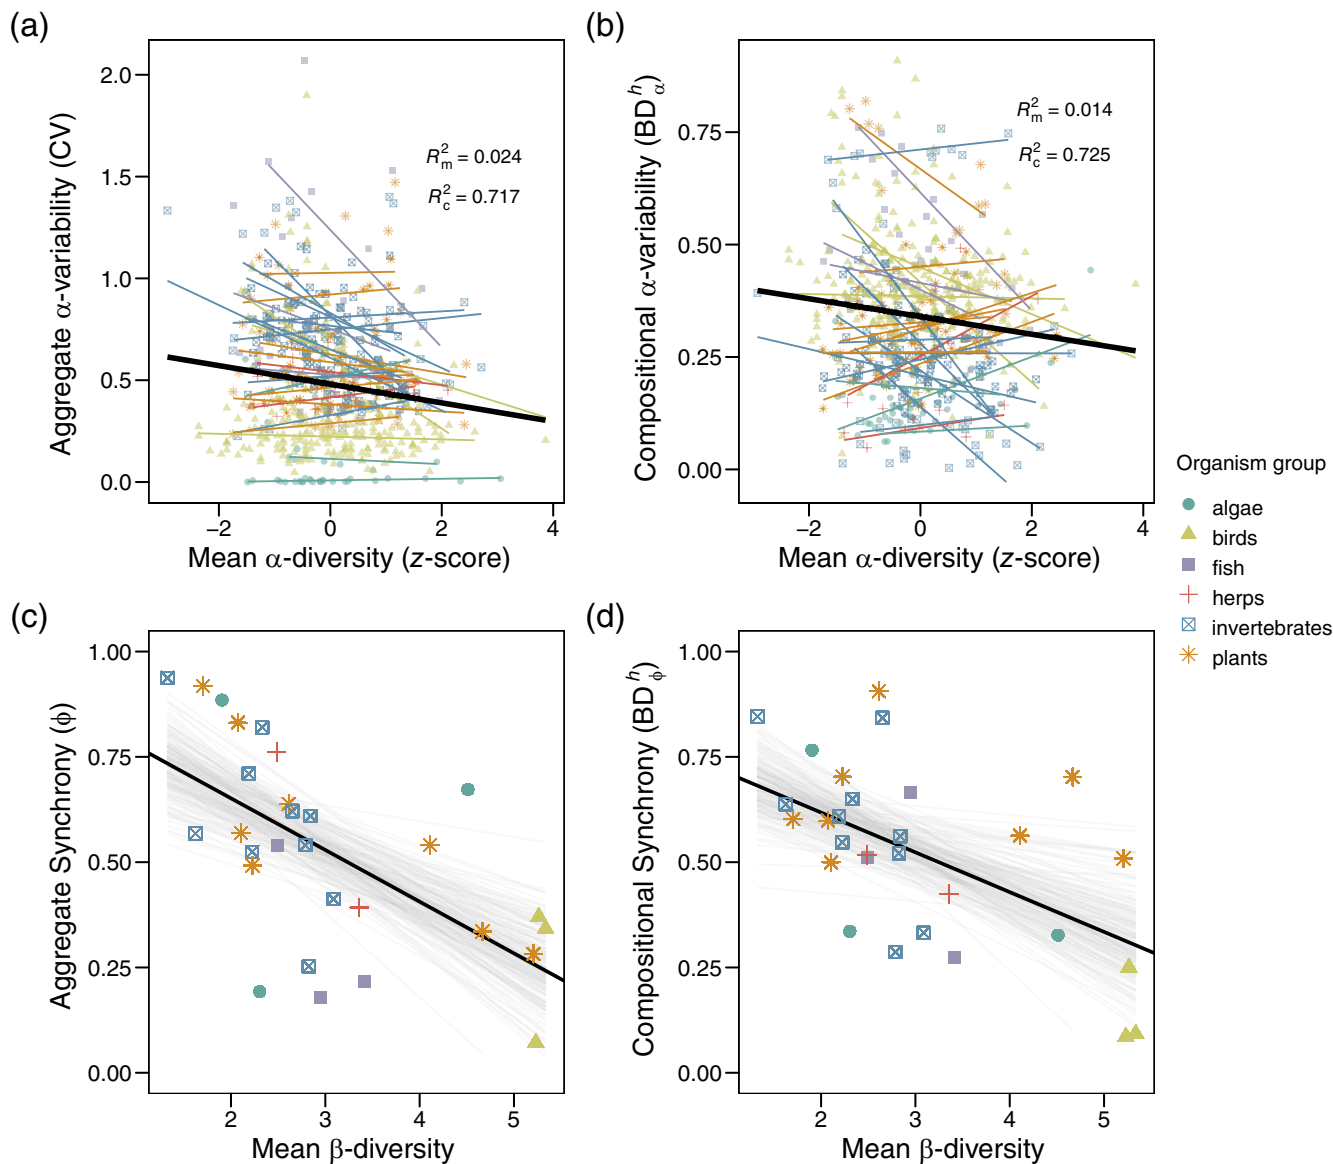 (a)
(b)
2.0
1.5
1.0
0.5
0.0
Aggregate α-variability (CV)
R²m = 0.024
R²c = 0.717
−2
0
2
4
Mean α-diversity (z-score)
0.75
0.50
0.25
0.00
Compositional α-variability (BDʰα)
R²m = 0.014
R²c = 0.725
−2
0
2
4
Mean α-diversity (z-score)
Organism group
algae
birds
fish
herps
invertebrates
plants
(c)
(d)
1.00
0.75
0.50
0.25
0.00
Aggregate Synchrony (ϕ)
2
3
4
5
Mean β-diversity
1.00
0.75
0.50
0.25
0.00
Compositional Synchrony (BDʰϕ)
2
3
4
5
Mean β-diversity